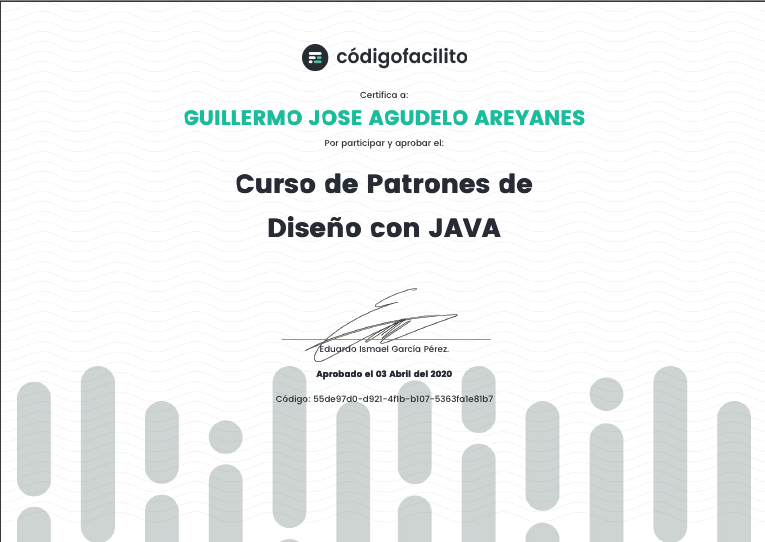 códigofacilito
Certifica a:
GUILLERMO JOSE AGUDELO AREYANES
Por participar y aprobar el:
Curso de Patrones de
Diseño con JAVA
Eduardo Ismael García Pérez.
Aprobado el 03 Abril del 2020
Código: 55de97d0-d921-4f1b-b107-5363fa1e81b7